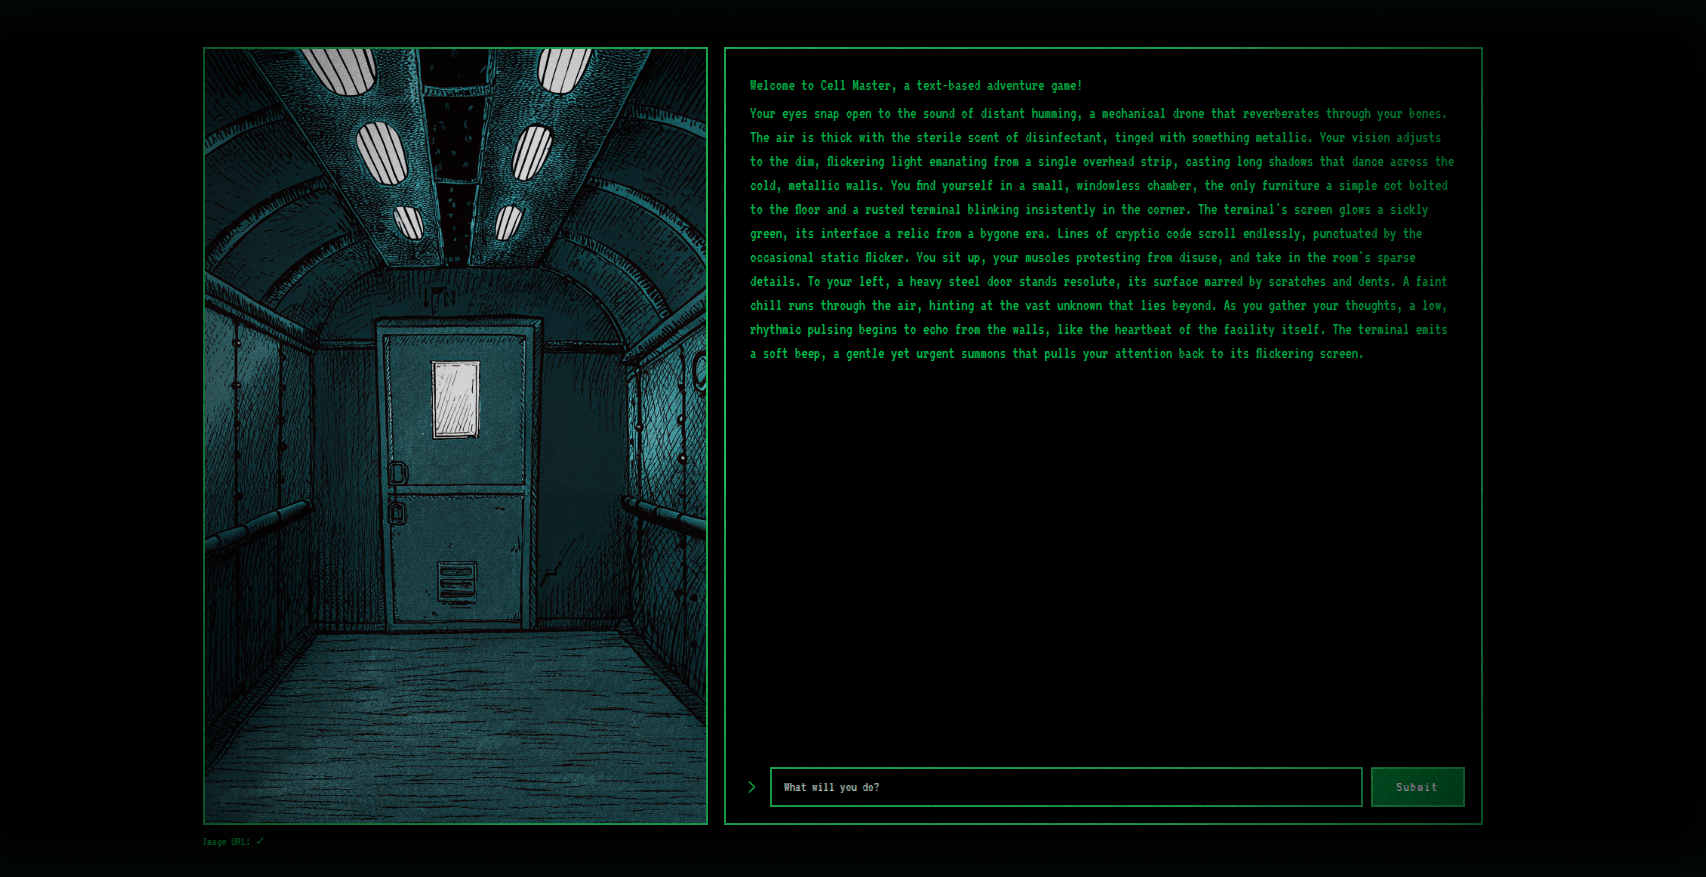 Welcome to Cell Master, a text-based adventure game!
Your eyes snap open to the sound of distant humming, a mechanical drone that reverberates through your bones.
The air is thick with the sterile scent of disinfectant, tinged with something metallic. Your vision adjusts
to the dim, flickering light emanating from a single overhead strip, casting long shadows that dance across the
cold, metallic walls. You find yourself in a small, windowless chamber, the only furniture a simple cot bolted
to the floor and a rusted terminal blinking insistently in the corner. The terminal's screen glows a sickly
green, its interface a relic from a bygone era. Lines of cryptic code scroll endlessly, punctuated by the
occasional static flicker. You sit up, your muscles protesting from disuse, and take in the room's sparse
details. To your left, a heavy steel door stands resolute, its surface marred by scratches and dents. A faint
chill runs through the air, hinting at the vast unknown that lies beyond. As you gather your thoughts, a low,
rhythmic pulsing begins to echo from the walls, like the heartbeat of the facility itself. The terminal emits
a soft beep, a gentle yet urgent summons that pulls your attention back to its flickering screen.
What will you do?
Submit
Image URL: ✓